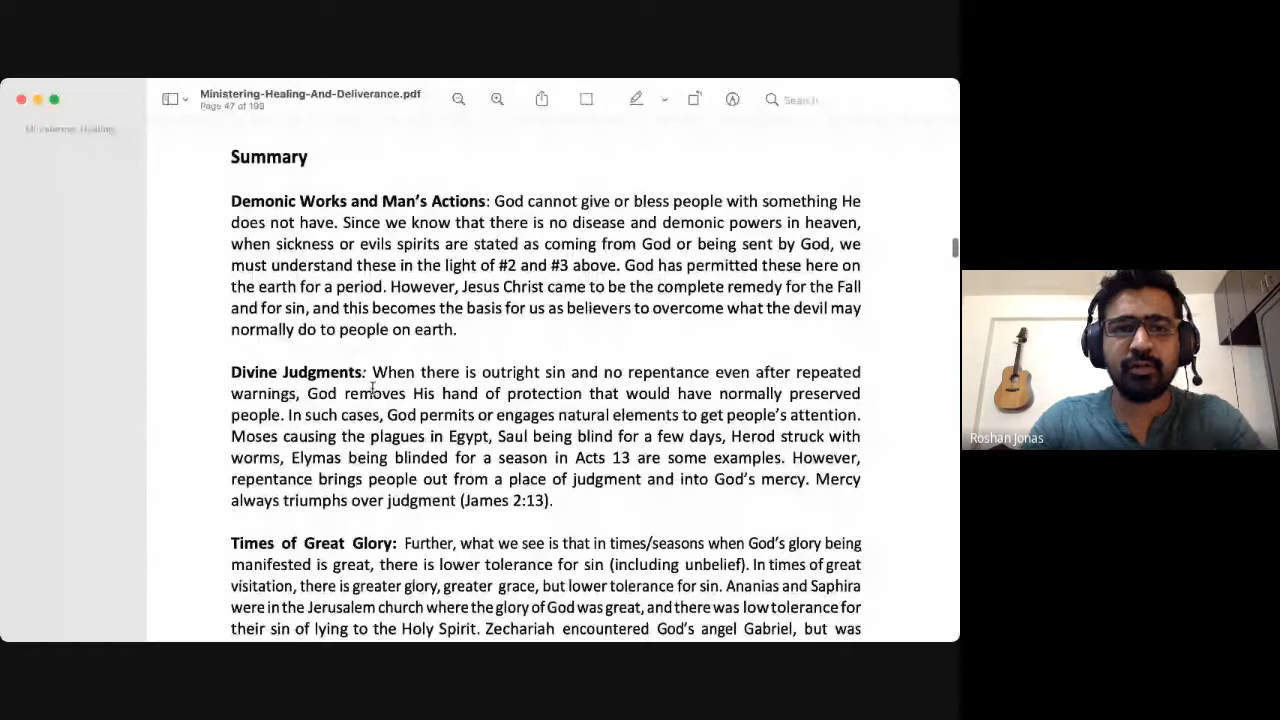 Ministering-Healing-And-Deliverance.pdf
Page 47 of 199
Search
Ministering-Healing
Summary
Demonic Works and Man's Actions: God cannot give or bless people with something He
does not have. Since we know that there is no disease and demonic powers in heaven,
when sickness or evils spirits are stated as coming from God or being sent by God, we
must understand these in the light of #2 and #3 above. God has permitted these here on
the earth for a period. However, Jesus Christ came to be the complete remedy for the Fall
and for sin, and this becomes the basis for us as believers to overcome what the devil may
normally do to people on earth.
Divine Judgments: When there is outright sin and no repentance even after repeated
warnings, God removes His hand of protection that would have normally preserved
people. In such cases, God permits or engages natural elements to get people's attention.
Moses causing the plagues in Egypt, Saul being blind for a few days, Herod struck with
worms, Elymas being blinded for a season in Acts 13 are some examples. However,
repentance brings people out from a place of judgment and into God's mercy. Mercy
always triumphs over judgment (James 2:13).
Times of Great Glory: Further, what we see is that in times/seasons when God's glory being
manifested is great, there is lower tolerance for sin (including unbelief). In times of great
visitation, there is greater glory, greater grace, but lower tolerance for sin. Ananias and Saphira
were in the Jerusalem church where the glory of God was great, and there was low tolerance for
their sin of lying to the Holy Spirit. Zechariah encountered God's angel Gabriel, but was
Roshan Jonas